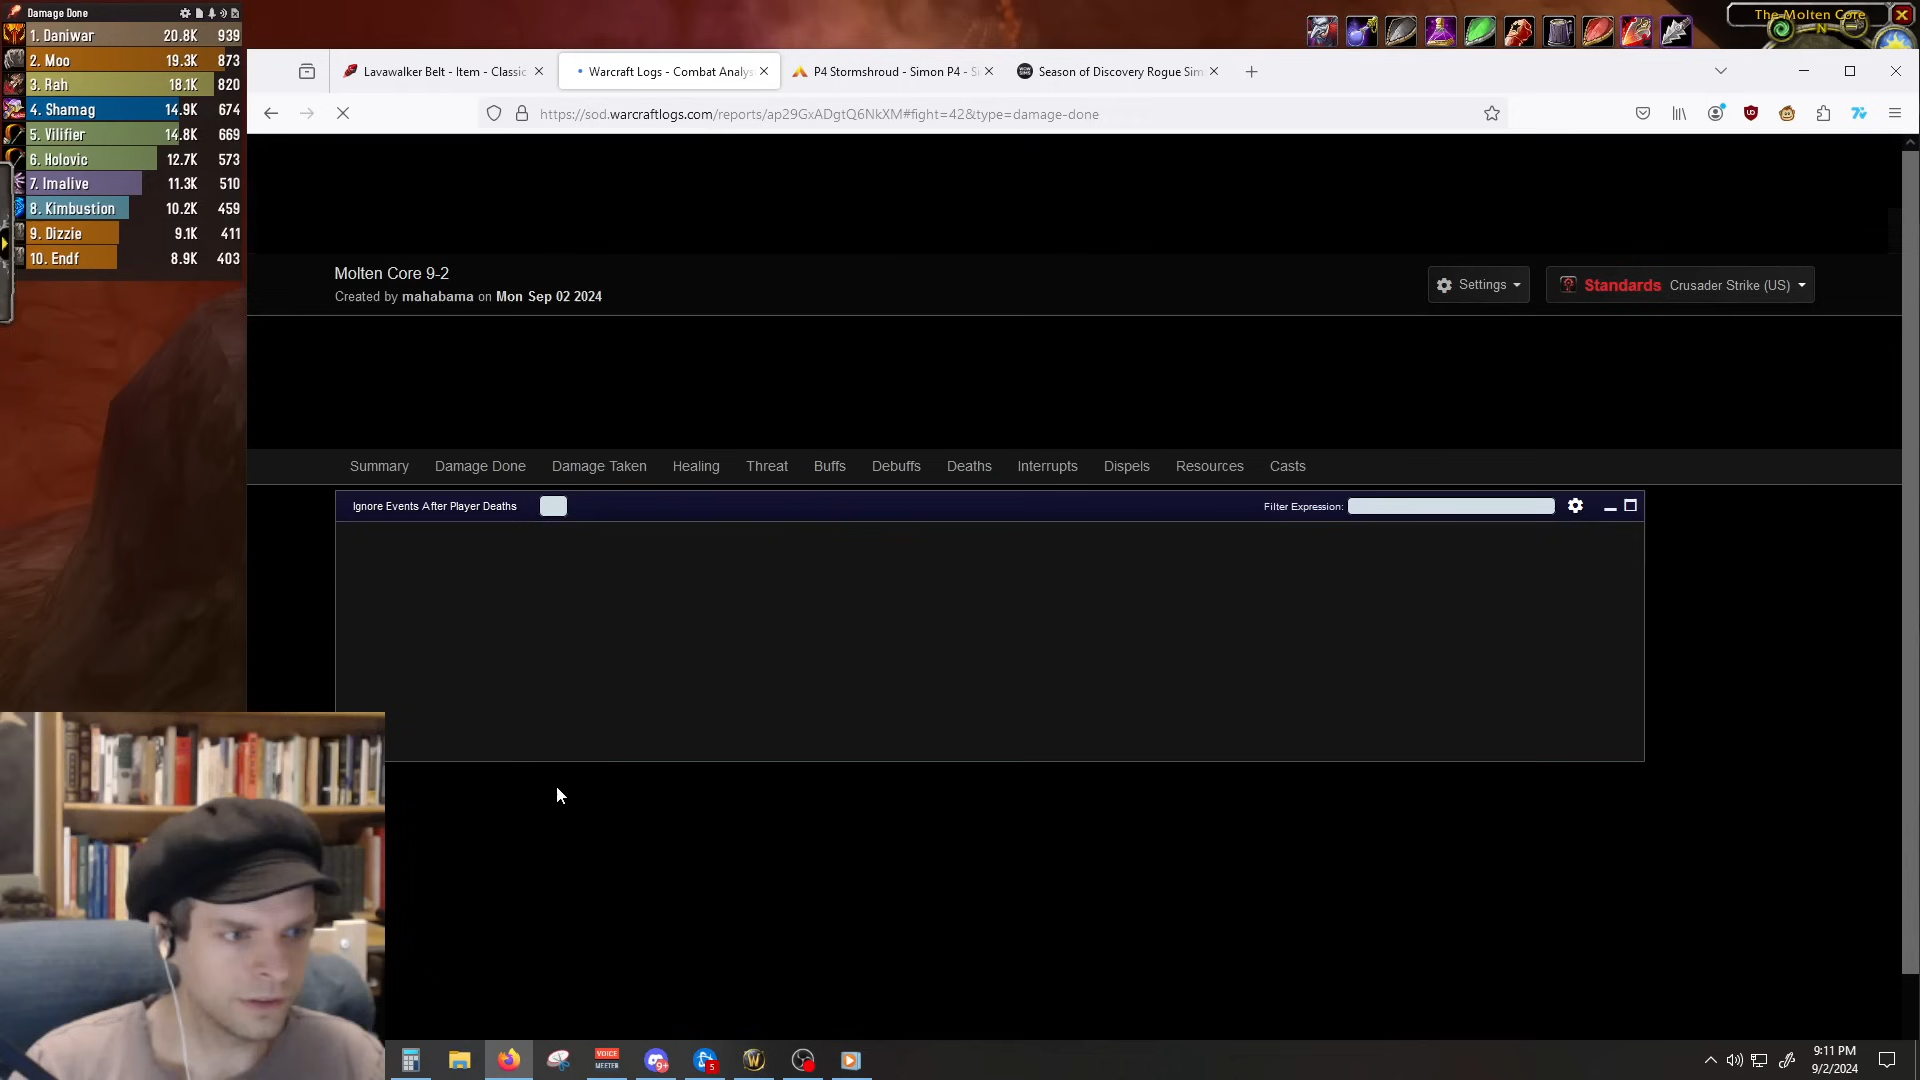 Damage Done
1. Daniwar 20.8K 939
2. Moo 19.3K 873
3. Rah 18.1K 820
4. Shamag 14.9K 674
5. Vilifier 14.8K 669
6. Holovic 12.7K 573
7. Imalive 11.3K 510
8. Kimbustion 10.2K 459
9. Dizzie 9.1K 411
10. Endf 8.9K 403
The Molten Core
N
Lavawalker Belt - Item - Classic
Warcraft Logs - Combat Analys
P4 Stormshroud - Simon P4 - S
Season of Discovery Rogue Sim
https://sod.warcraftlogs.com/reports/ap29GxADgtQ6NkXM#fight=42&type=damage-done
Molten Core 9-2
Created by mahabama on Mon Sep 02 2024
Settings
Standards Crusader Strike (US)
Summary Damage Done Damage Taken Healing Threat Buffs Debuffs Deaths Interrupts Dispels Resources Casts
Ignore Events After Player Deaths
Filter Expression:
VOICE
MEETER
9+
5
W
9:11 PM
9/2/2024